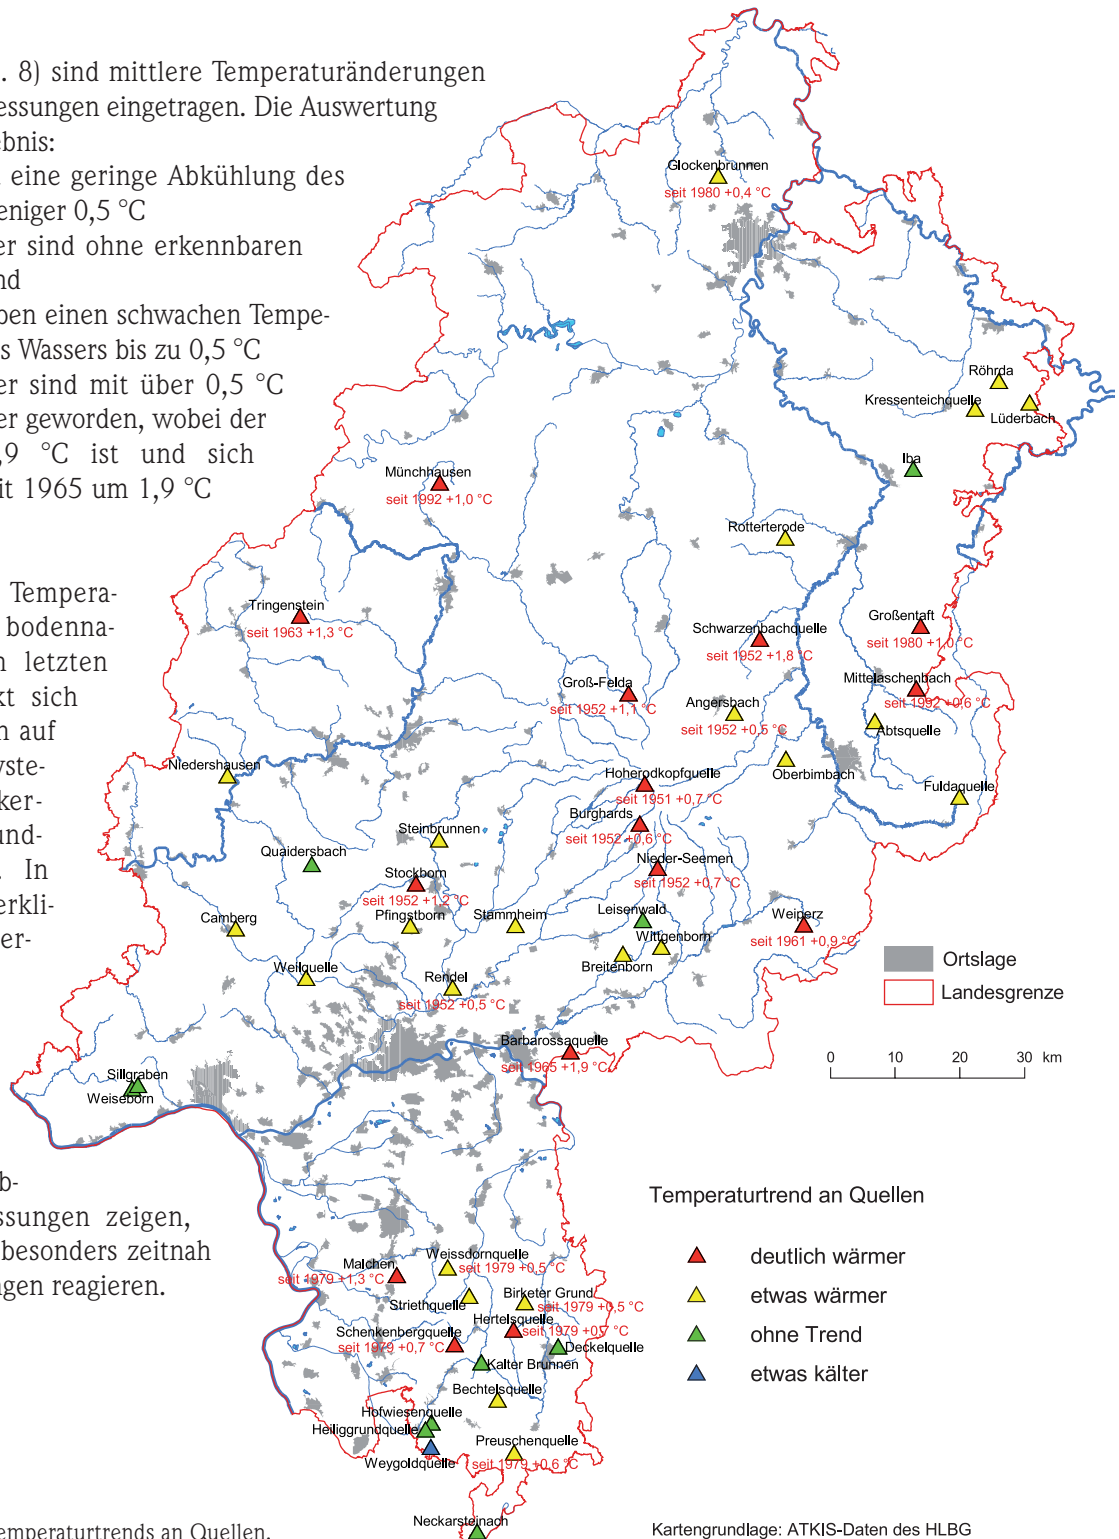 . 8) sind mittlere Temperaturänderungen
essungen eingetragen. Die Auswertung
ebnis:
eine geringe Abkühlung des
eniger 0,5 °C
er sind ohne erkennbaren
nd
ben einen schwachen Tempe-
s Wassers bis zu 0,5 °C
er sind mit über 0,5 °C
er geworden, wobei der
,9 °C ist und sich
it 1965 um 1,9 °C
Tempera-
bodenna-
n letzten
kt sich
n auf
yste-
ker-
und-
. In
erkli-
er-
b-
ssungen zeigen,
besonders zeitnah
ngen reagieren.
Glockenbrunnen
seit 1980 +0,4 °C
Röhrda
Kressenteichquelle
Lüderbach
Iba
Münchhausen
seit 1992 +1,0 °C
Rotterterode
Tringenstein
seit 1963 +1,3 °C
Großentaft
seit 1980 +1,0 °C
Schwarzenbachquelle
seit 1952 +1,8 °C
Mittelaschenbach
seit 1992 +0,6 °C
Groß-Felda
seit 1952 +1,1 °C
Angersbach
seit 1952 +0,5 °C
Abtsquelle
Oberbimbach
NIedershausen
Hoherodkopfquelle
seit 1951 +0,7 °C
Fuldaquelle
Burghards
seit 1952 +0,6 °C
Steinbrunnen
Quaidersbach
Nieder-Seemen
seit 1952 +0,7 °C
Stockborn
seit 1952 +1,2 °C
Camberg
Pfingstborn
Stammheim
Leisenwald
Weiperz
seit 1961 +0,9 °C
Wittgenborn
Breitenborn
Weilquelle
Rendel
seit 1952 +0,5 °C
Ortslage
Landesgrenze
Barbarossaquelle
seit 1965 +1,9 °C
0 10 20 30 km
Sillgraben
Weiseborn
Temperaturtrend an Quellen
deutlich wärmer
etwas wärmer
ohne Trend
etwas kälter
Malchen
seit 1979 +1,3 °C
Weissdornquelle
seit 1979 +0,5 °C
Striethquelle
Birketer Grund
seit 1979 +0,5 °C
Hertelsquelle
seit 1979 +0,7 °C
Schenkenbergquelle
seit 1979 +0,7 °C
Deckelquelle
Kalter Brunnen
Bechtelsquelle
Hofwiesenquelle
Heiliggrundquelle
Weygoldquelle
Preuschenquelle
seit 1979 +0,6 °C
Neckarsteinach
emperaturtrends an Quellen.
Kartengrundlage: ATKIS-Daten des HLBG